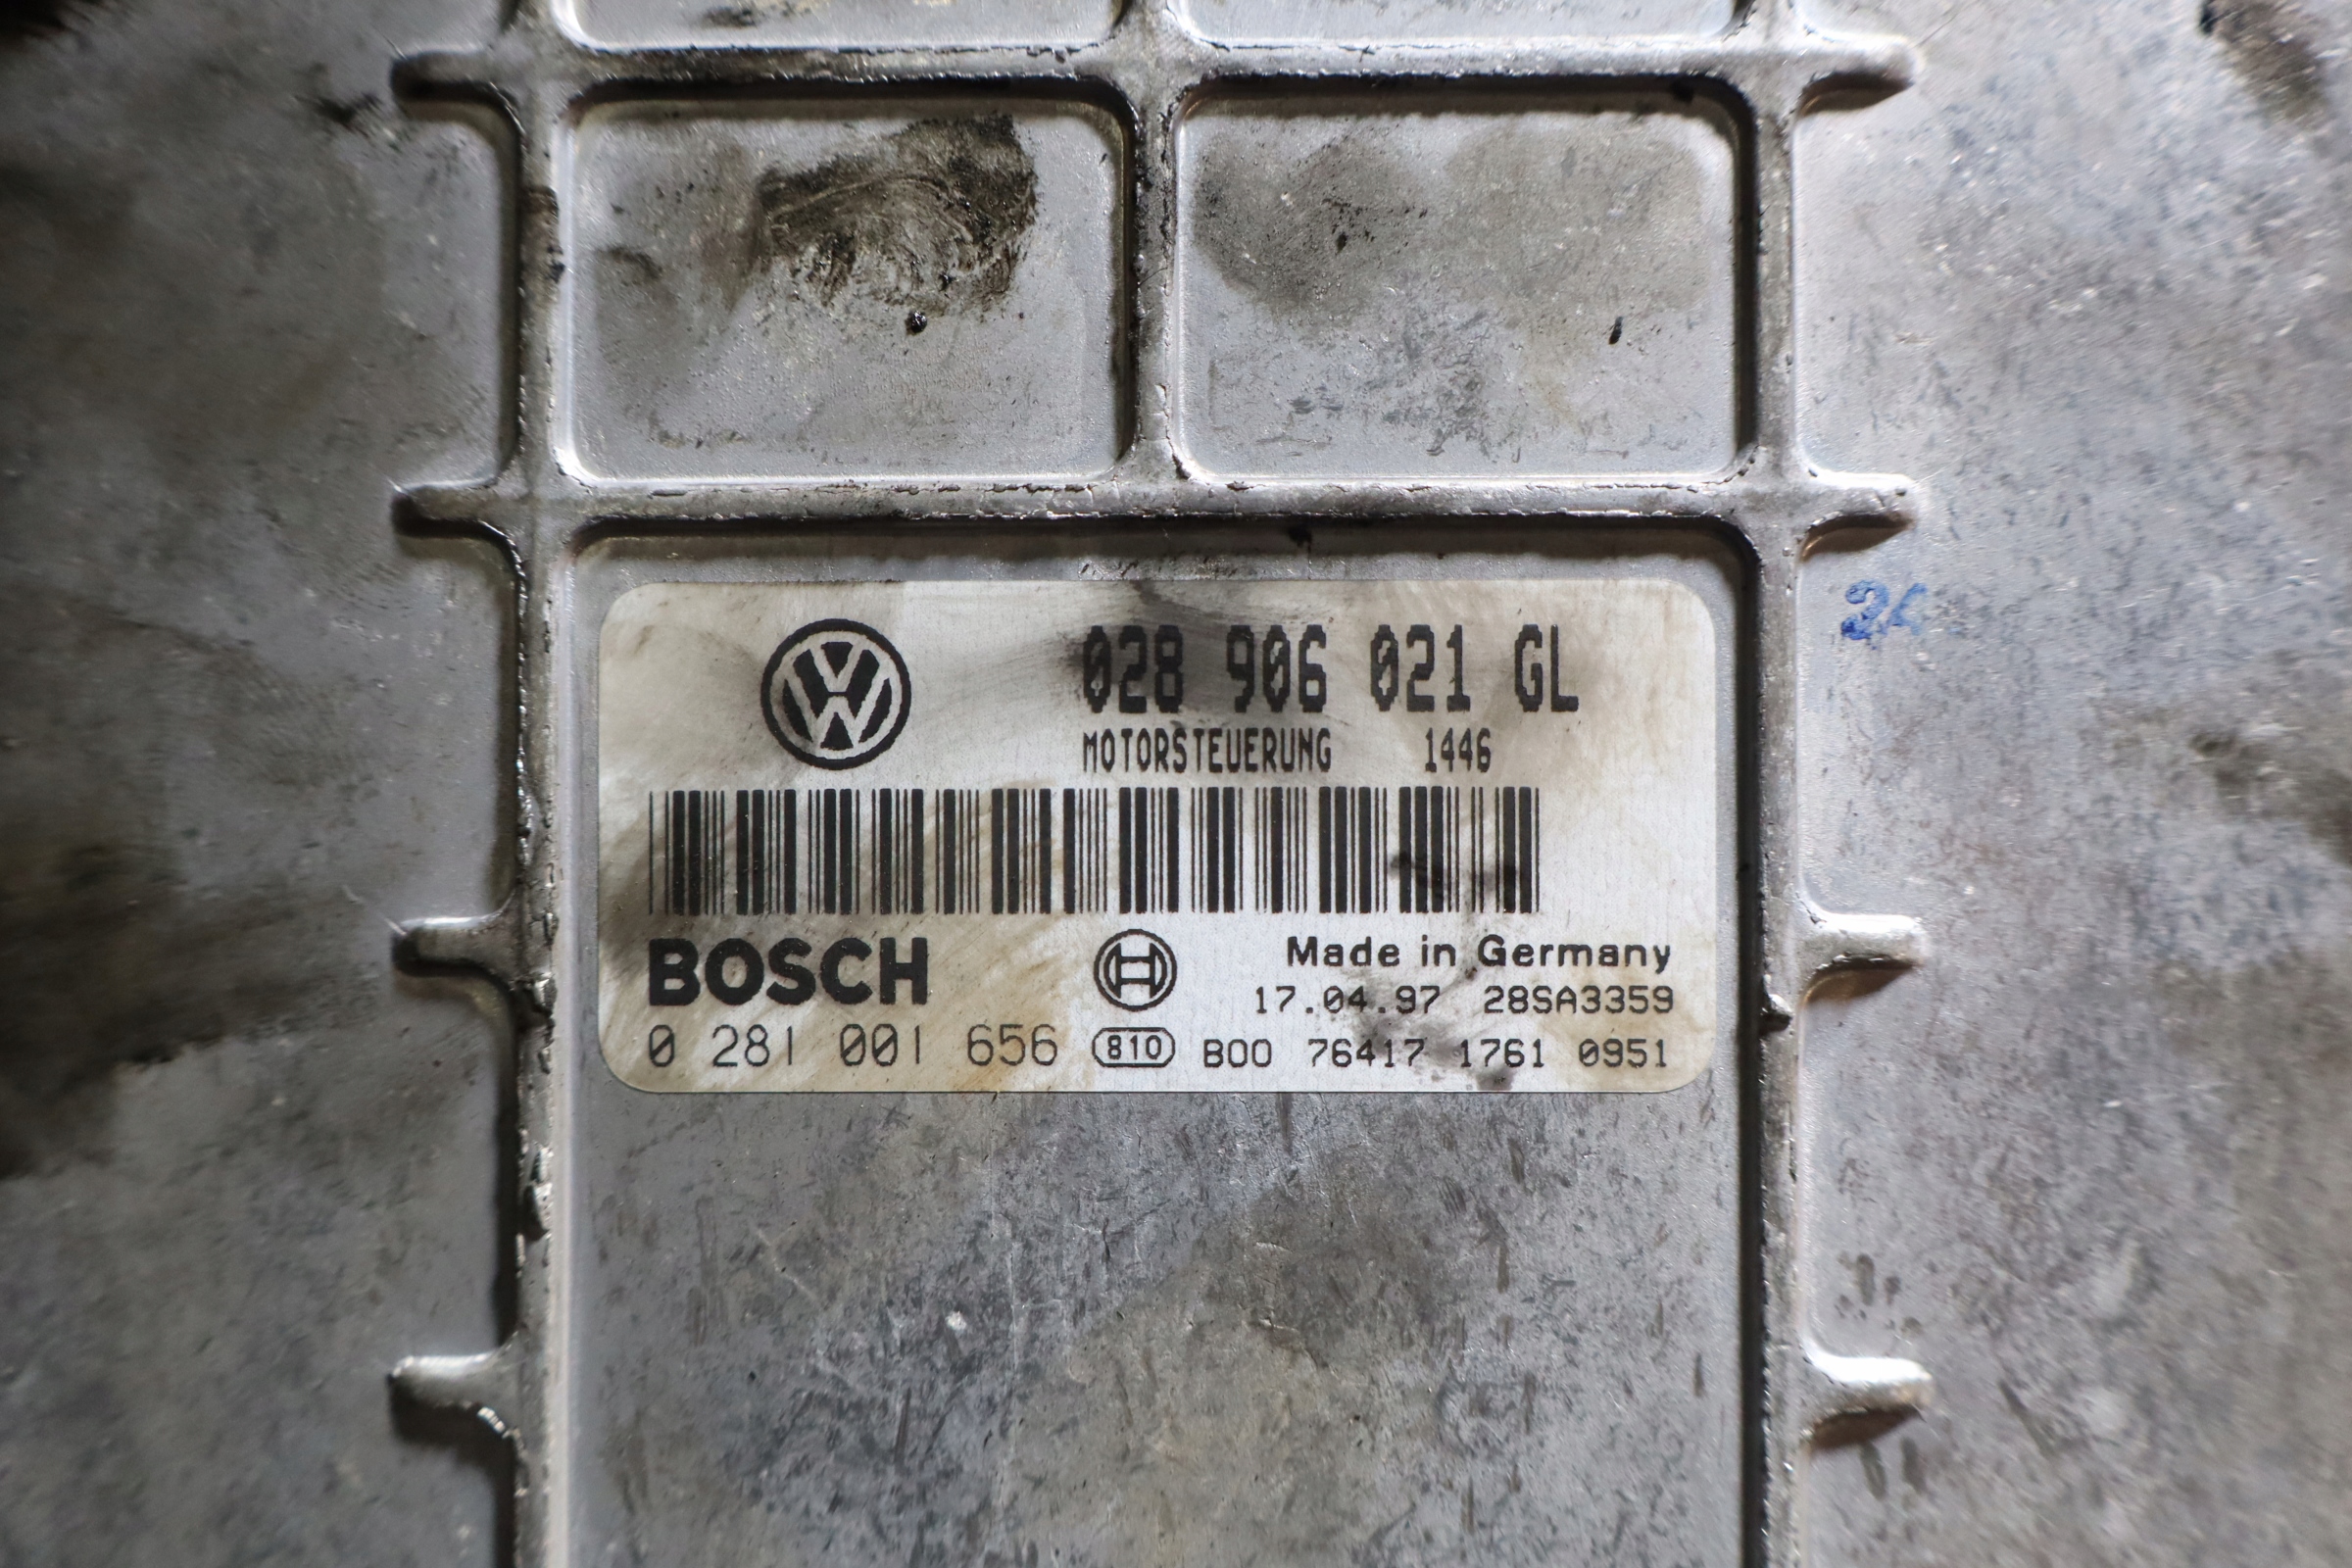 028 906 021 GL
MOTORSTEUERUNG 1446
BOSCH
Made in Germany
17.04.97 28SA3359
0 281 001 656 810 B00 76417 1761 0951